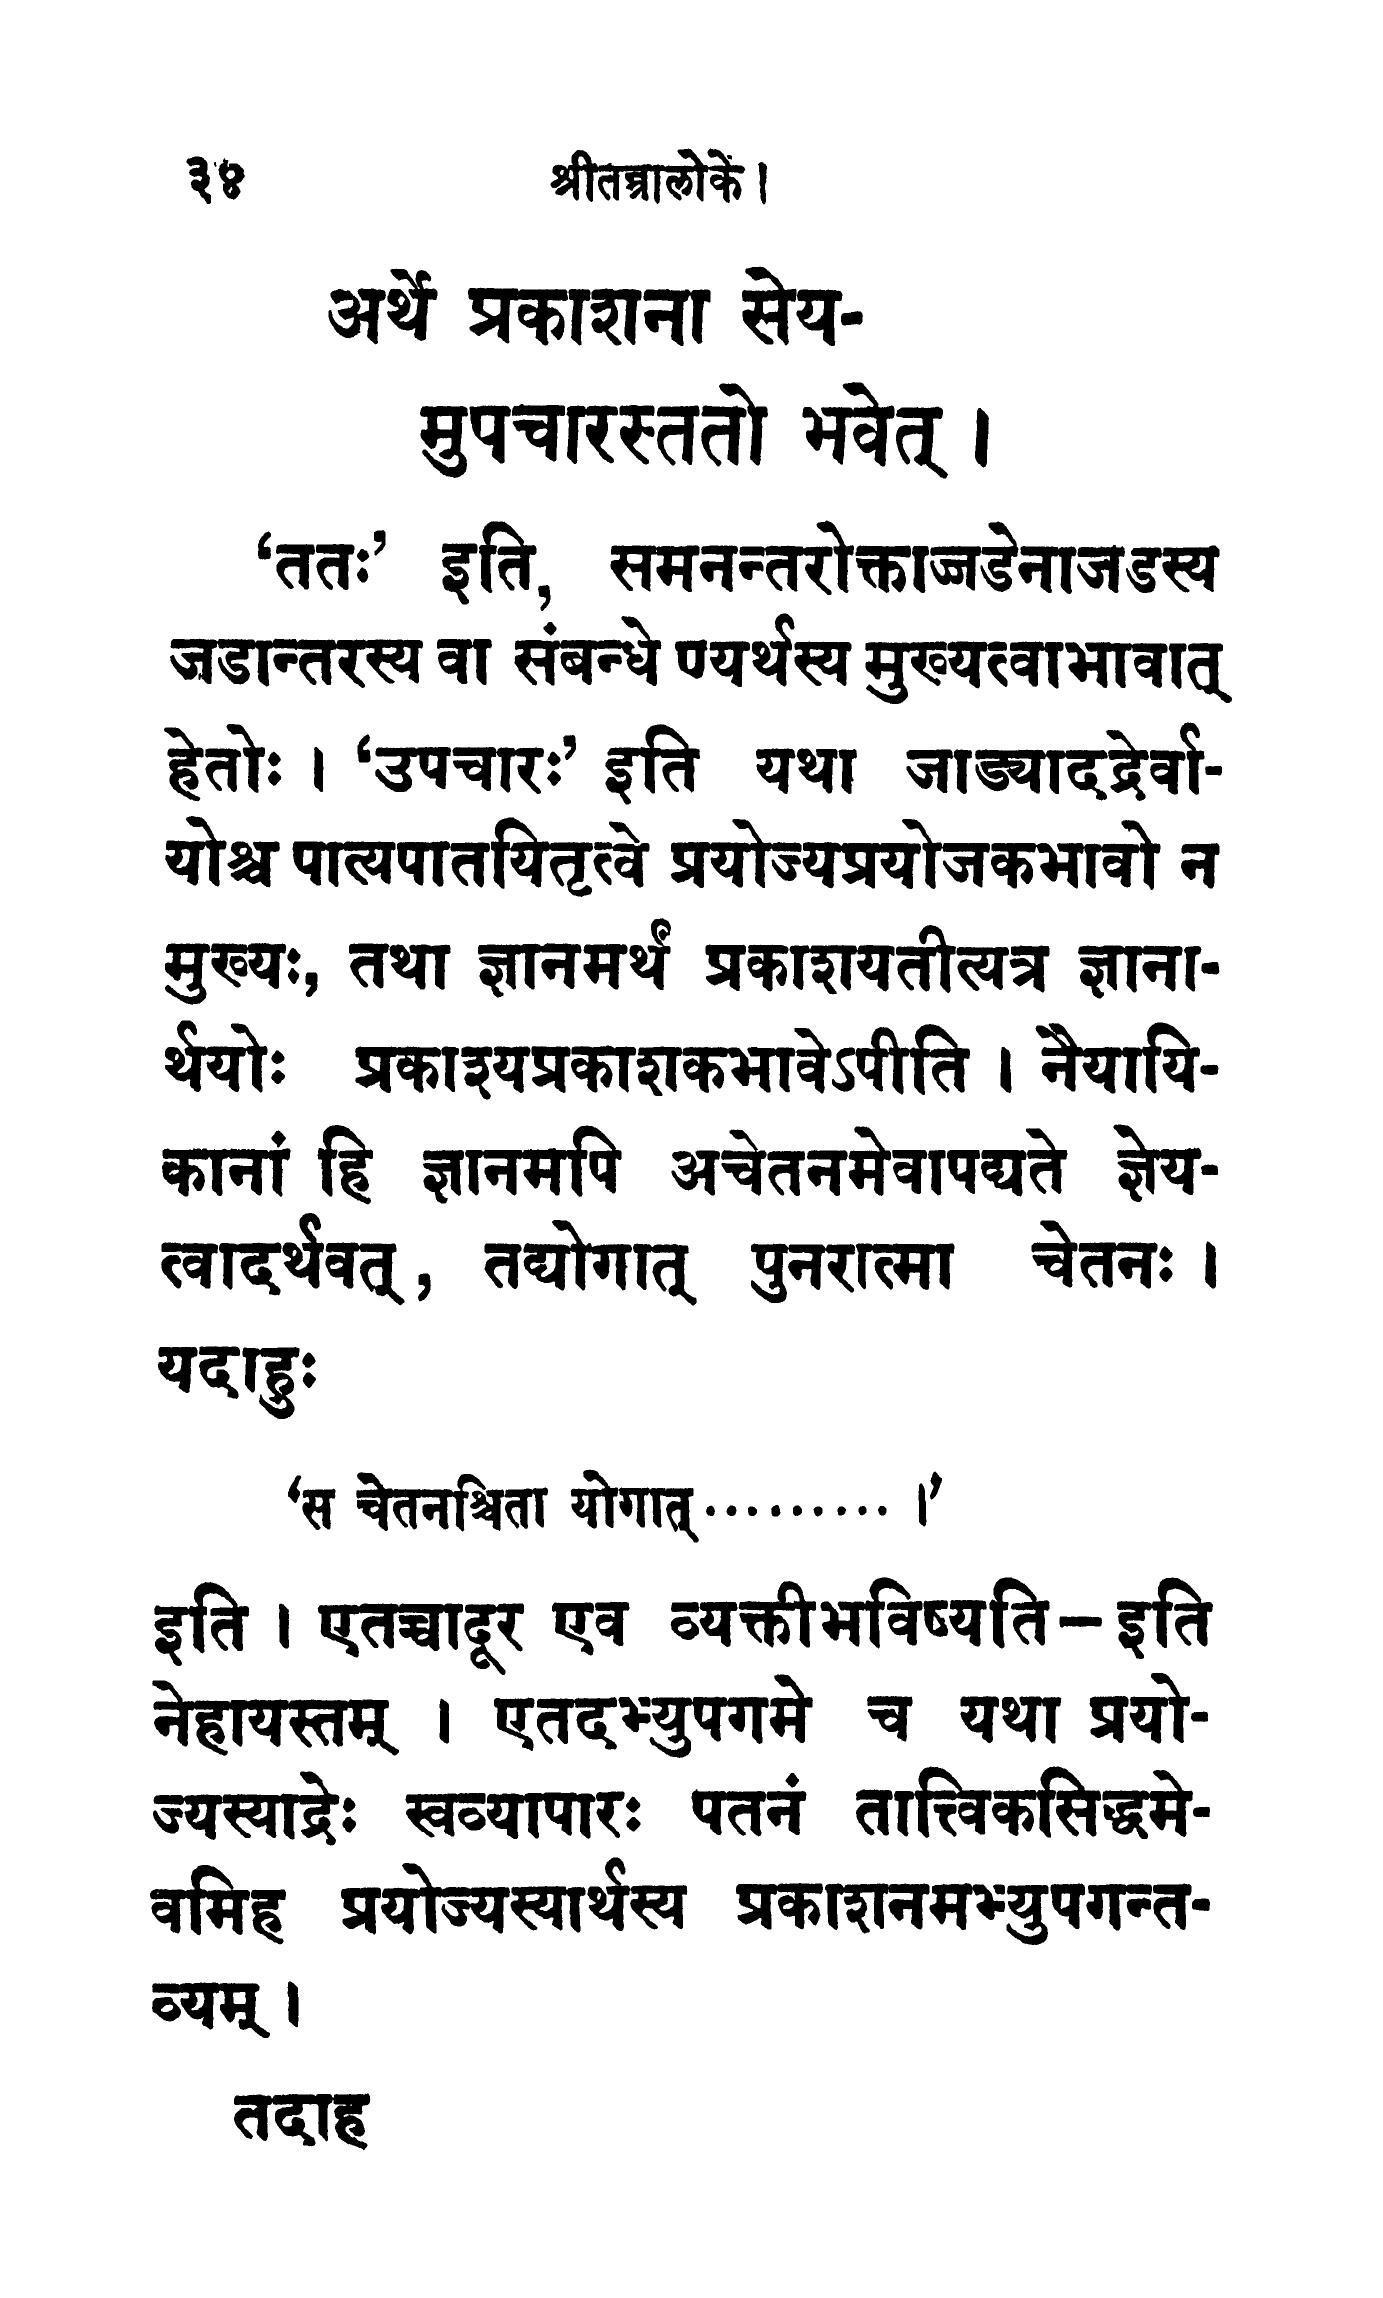 ३४ श्रीतन्त्रालोके ।
अर्थे प्रकाशना सेय-
मुपचारस्ततो भवेत् ।
‘ततः’ इति, समनन्तरोक्ताज्जडेनाजडस्य
जडान्तरस्य वा संबन्धे ण्यर्थस्य मुख्यत्वाभावात्
हेतोः । ‘उपचारः’ इति यथा जाड्यादद्रेर्वा-
योश्च पात्यपातयितृत्वे प्रयोज्यप्रयोजकभावो न
मुख्यः, तथा ज्ञानमर्थं प्रकाशयतीत्यत्र ज्ञाना-
र्थयोः प्रकाश्यप्रकाशकभावेऽपीति । नैयायि-
कानां हि ज्ञानमपि अचेतनमेवापद्यते ज्ञेय-
त्वादर्थवत्, तद्योगात् पुनरात्मा चेतनः ।
यदाहुः
‘स चेतनश्चिता योगात्.......... ।’
इति । एतच्चादूर एव व्यक्तीभविष्यति – इति
नेहायस्तम् । एतदभ्युपगमे च यथा प्रयो-
ज्यस्याद्रेः स्वव्यापारः पतनं तात्त्विकसिद्धमे-
वमिह प्रयोज्यस्यार्थस्य प्रकाशनमभ्युपगन्त-
व्यम् ।
तदाह